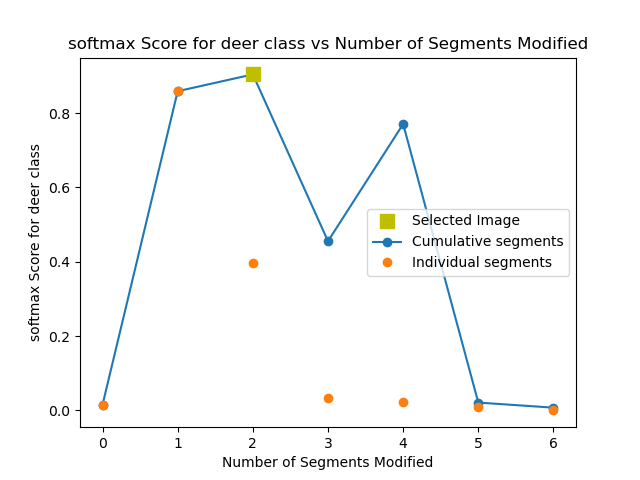 softmax Score for deer class vs Number of Segments Modified
softmax Score for deer class
0.8
0.6
0.4
0.2
0.0
Selected Image
Cumulative segments
Individual segments
0 1 2 3 4 5 6
Number of Segments Modified